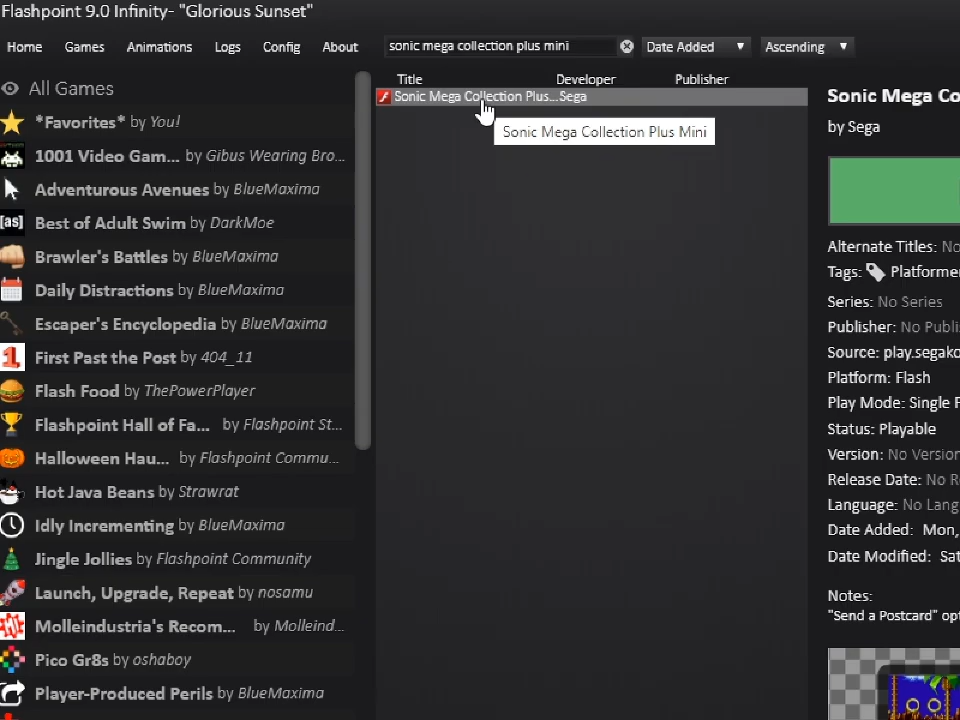 Flashpoint 9.0 Infinity- "Glorious Sunset"
Home Games Animations Logs Config About sonic mega collection plus mini Date Added Ascending
All Games
*Favorites* by You!
1001 Video Gam... by Gibus Wearing Bro...
Adventurous Avenues by BlueMaxima
[as] Best of Adult Swim by DarkMoe
Brawler's Battles by BlueMaxima
Daily Distractions by BlueMaxima
Escaper's Encyclopedia by BlueMaxima
1 First Past the Post by 404_11
Flash Food by ThePowerPlayer
Flashpoint Hall of Fa... by Flashpoint St...
Halloween Hau... by Flashpoint Commu...
Hot Java Beans by Strawrat
Idly Incrementing by BlueMaxima
Jingle Jollies by Flashpoint Community
Launch, Upgrade, Repeat by nosamu
Molleindustria's Recom... by Molleind...
Pico Gr8s by oshaboy
Player-Produced Perils by BlueMaxima
Title Developer Publisher
Sonic Mega Collection Plus... Sega
Sonic Mega Collection Plus Mini
Sonic Mega Co
by Sega
Alternate Titles: No
Tags: Platforme
Series: No Series
Publisher: No Publi
Source: play.segako
Platform: Flash
Play Mode: Single P
Status: Playable
Version: No Version
Release Date: No R
Language: No Lang
Date Added: Mon,
Date Modified: Sat
Notes:
"Send a Postcard" opt